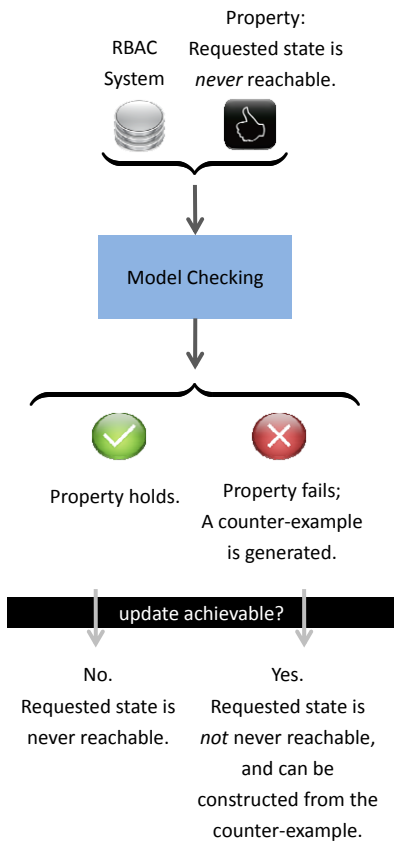 RBAC
System
Property:
Requested state is
never reachable.
Model Checking
Property holds.
Property fails;
A counter-example
is generated.
update achievable?
No.
Requested state is
never reachable.
Yes.
Requested state is
not never reachable,
and can be
constructed from the
counter-example.